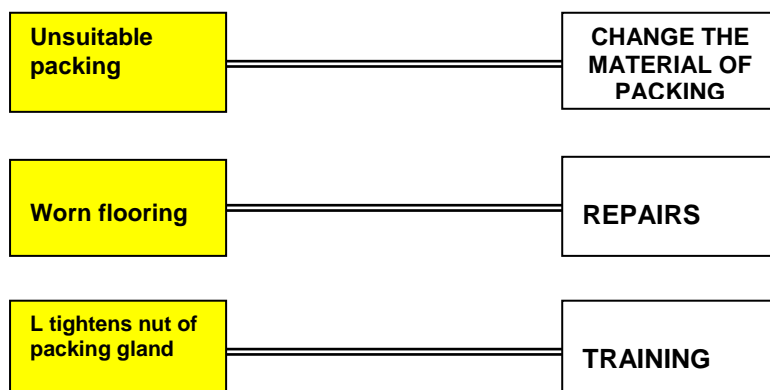 Unsuitable
packing
CHANGE THE
MATERIAL OF
PACKING
Worn flooring
REPAIRS
L tightens nut of
packing gland
TRAINING